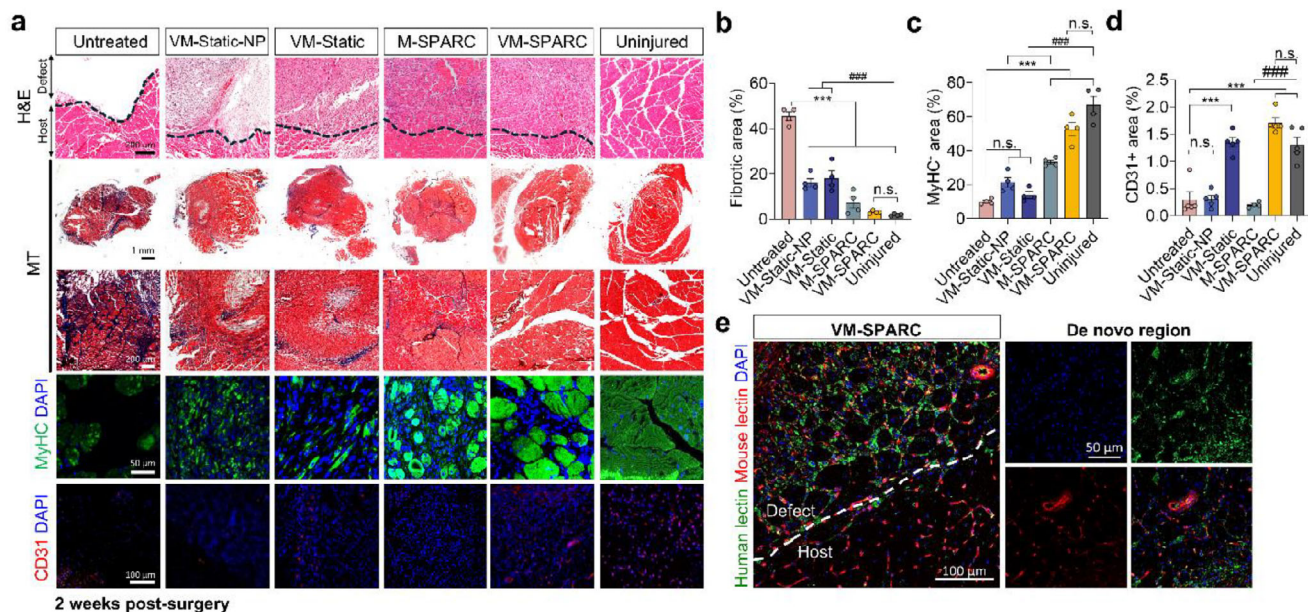 a
Untreated
VM-Static-NP
VM-Static
M-SPARC
VM-SPARC
Uninjured
H&E
Defect
Host
200 um
MT
1 mm
200 um
MyHC DAPI
50 μm
CD31 DAPI
100 μm
2 weeks post-surgery
b
Fibrotic area (%)
60
40
20
0
***
###
n.s.
Untreated
VM-Static-NP
VM-Static
M-SPARC
VM-SPARC
Uninjured
c
MyHC+ area (%)
80
60
40
20
0
n.s.
***
###
n.s.
Untreated
VM-Static-NP
VM-Static
M-SPARC
VM-SPARC
Uninjured
d
CD31+ area (%)
2.0
1.5
1.0
0.5
0.0
n.s.
***
***
###
n.s.
Untreated
VM-Static-NP
VM-Static
M-SPARC
VM-SPARC
Uninjured
e
VM-SPARC
De novo region
Human lectin Mouse lectin DAPI
Defect
Host
100 μm
50 μm